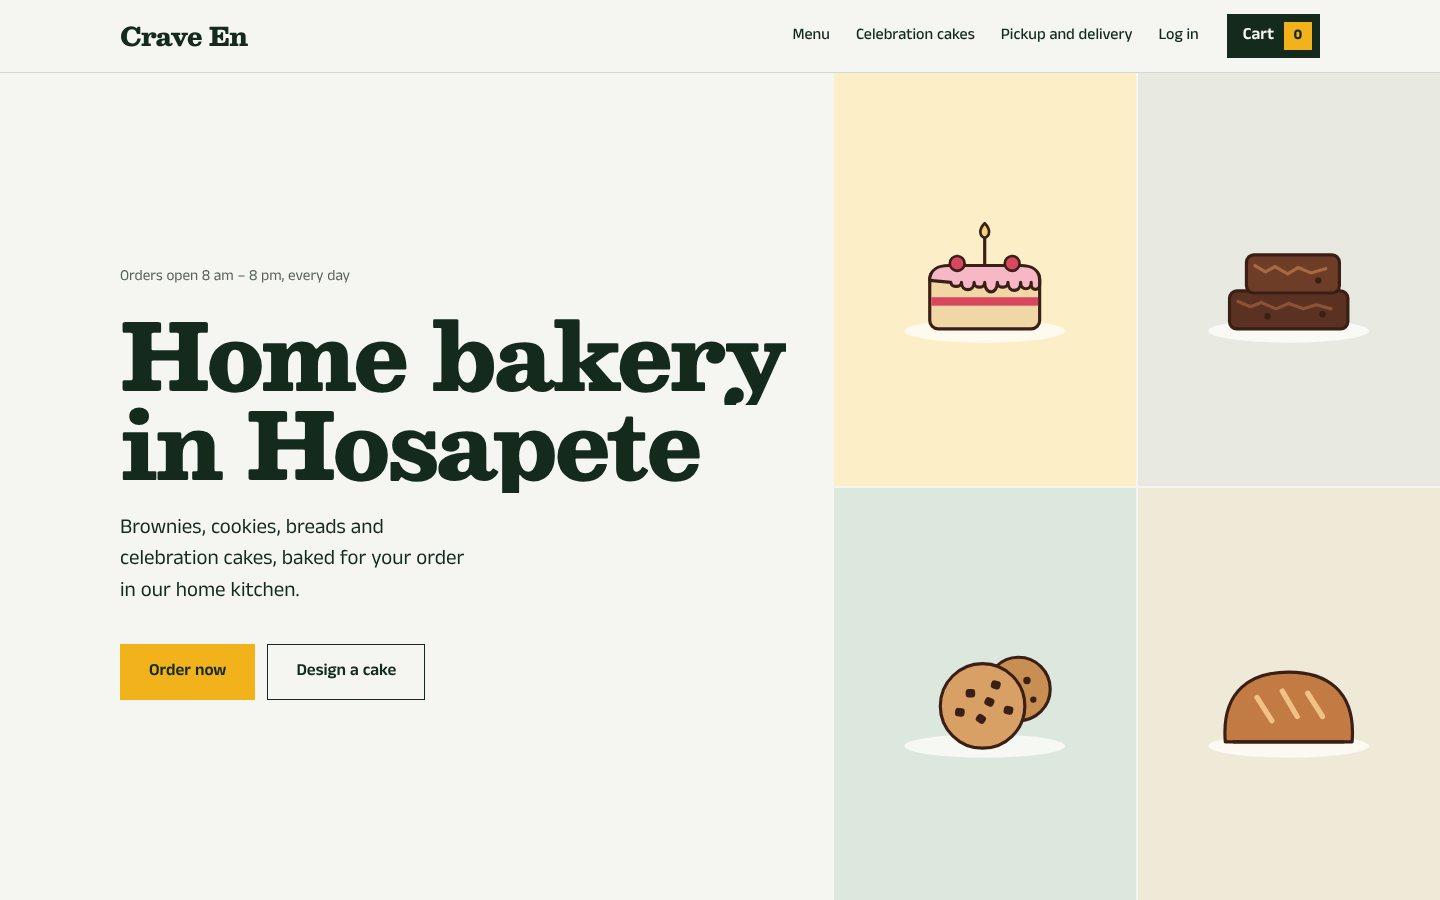 Crave En
Menu
Celebration cakes
Pickup and delivery
Log in
Cart 0
Orders open 8 am – 8 pm, every day
Home bakery
in Hosapete
Brownies, cookies, breads and
celebration cakes, baked for your order
in our home kitchen.
Order now
Design a cake